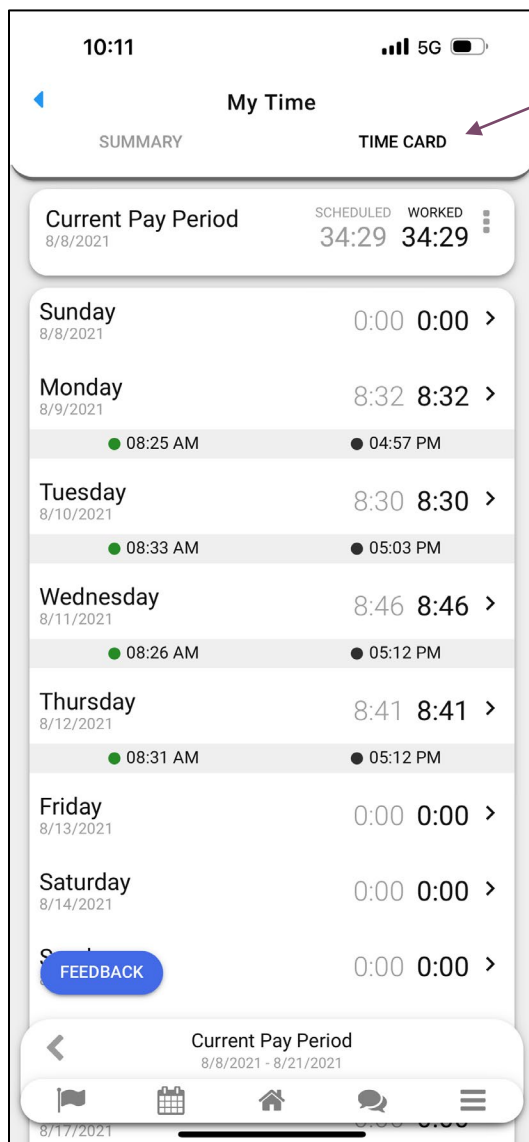 10:11 5G
My Time
SUMMARY TIME CARD
Current Pay Period SCHEDULED WORKED
8/8/2021 34:29 34:29
Sunday 0:00 0:00
8/8/2021
Monday 8:32 8:32
8/9/2021
08:25 AM 04:57 PM
Tuesday 8:30 8:30
8/10/2021
08:33 AM 05:03 PM
Wednesday 8:46 8:46
8/11/2021
08:26 AM 05:12 PM
Thursday 8:41 8:41
8/12/2021
08:31 AM 05:12 PM
Friday 0:00 0:00
8/13/2021
Saturday 0:00 0:00
8/14/2021
FEEDBACK 0:00 0:00
Current Pay Period
8/8/2021 - 8/21/2021
8/17/2021